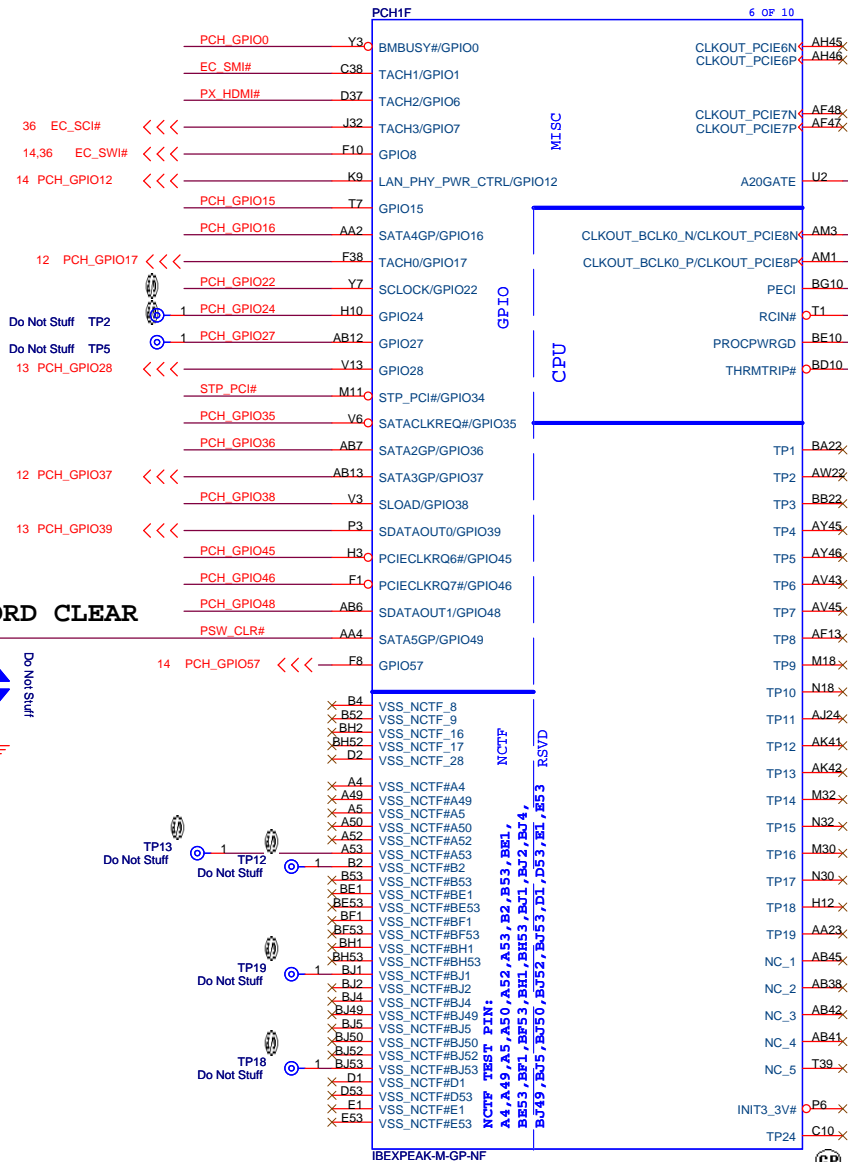 PCH1F 6 OF 10
PCH_GPIO0 Y3 BMBUSY#/GPIO0 CLKOUT_PCIE6N AH45
CLKOUT_PCIE6P AH46
EC_SMI# C38 TACH1/GPIO1
PX_HDMI# D37 TACH2/GPIO6
CLKOUT_PCIE7N AF48
36 EC_SCI# J32 TACH3/GPIO7 CLKOUT_PCIE7P AF47
MISC
14,36 EC_SWI# F10 GPIO8
14 PCH_GPIO12 K9 LAN_PHY_PWR_CTRL/GPIO12 A20GATE U2
PCH_GPIO15 T7 GPIO15
PCH_GPIO16 AA2 SATA4GP/GPIO16 CLKOUT_BCLK0_N/CLKOUT_PCIE8N AM3
12 PCH_GPIO17 F38 TACH0/GPIO17 CLKOUT_BCLK0_P/CLKOUT_PCIE8P AM1
PCH_GPIO22 Y7 SCLOCK/GPIO22 PECI BG10
GPIO
Do Not Stuff TP2 1 PCH_GPIO24 H10 GPIO24 RCIN# T1
Do Not Stuff TP5 1 PCH_GPIO27 AB12 GPIO27 PROCPWRGD BE10
CPU
13 PCH_GPIO28 V13 GPIO28 THRMTRIP# BD10
STP_PCI# M11 STP_PCI#/GPIO34
PCH_GPIO35 V6 SATACLKREQ#/GPIO35
PCH_GPIO36 AB7 SATA2GP/GPIO36 TP1 BA22
12 PCH_GPIO37 AB13 SATA3GP/GPIO37 TP2 AW22
PCH_GPIO38 V3 SLOAD/GPIO38 TP3 BB22
13 PCH_GPIO39 P3 SDATAOUT0/GPIO39 TP4 AY45
PCH_GPIO45 H3 PCIECLKRQ6#/GPIO45 TP5 AY46
PCH_GPIO46 F1 PCIECLKRQ7#/GPIO46 TP6 AV43
PCH_GPIO48 AB6 SDATAOUT1/GPIO48 TP7 AV45
ORD CLEAR
PSW_CLR# AA4 SATA5GP/GPIO49 TP8 AF13
14 PCH_GPIO57 F8 GPIO57 TP9 M18
Do Not Stuff
TP10 N18
B4 VSS_NCTF_8
B52 VSS_NCTF_9 TP11 AJ24
BH2 VSS_NCTF_16
BH52 VSS_NCTF_17 TP12 AK41
D2 VSS_NCTF_28
NCTF
RSVD
TP13 AK42
A4 VSS_NCTF#A4
A49 VSS_NCTF#A49 TP14 M32
A5 VSS_NCTF#A5
A50 VSS_NCTF#A50 TP15 N32
A52 VSS_NCTF#A52
TP13 Do Not Stuff 1 A53 VSS_NCTF#A53 TP16 M30
TP12 Do Not Stuff 1 B2 VSS_NCTF#B2
B53 VSS_NCTF#B53 TP17 N30
BE1 VSS_NCTF#BE1
BE53 VSS_NCTF#BE53 TP18 H12
BF1 VSS_NCTF#BF1
BF53 VSS_NCTF#BF53 TP19 AA23
BH1 VSS_NCTF#BH1
BH53 VSS_NCTF#BH53 NC_1 AB45
TP19 Do Not Stuff 1 BJ1 VSS_NCTF#BJ1
BJ2 VSS_NCTF#BJ2 NC_2 AB38
BJ4 VSS_NCTF#BJ4
BJ49 VSS_NCTF#BJ49 NC_3 AB42
BJ5 VSS_NCTF#BJ5
BJ50 VSS_NCTF#BJ50 NC_4 AB41
BJ52 VSS_NCTF#BJ52
TP18 Do Not Stuff 1 BJ53 VSS_NCTF#BJ53 NC_5 T39
D1 VSS_NCTF#D1
D53 VSS_NCTF#D53
E1 VSS_NCTF#E1 INIT3_3V# P6
E53 VSS_NCTF#E53
TP24 C10
NCTF TEST PIN:
A4,A49,A5,A50,A52,A53,B2,B53,BE1,
BE53,BF1,BF53,BH1,BH53,BJ1,BJ2,BJ4,
BJ49,BJ5,BJ50,BJ52,BJ53,D1,D53,E1,E53
IBEXPEAK-M-GP-NF
GP